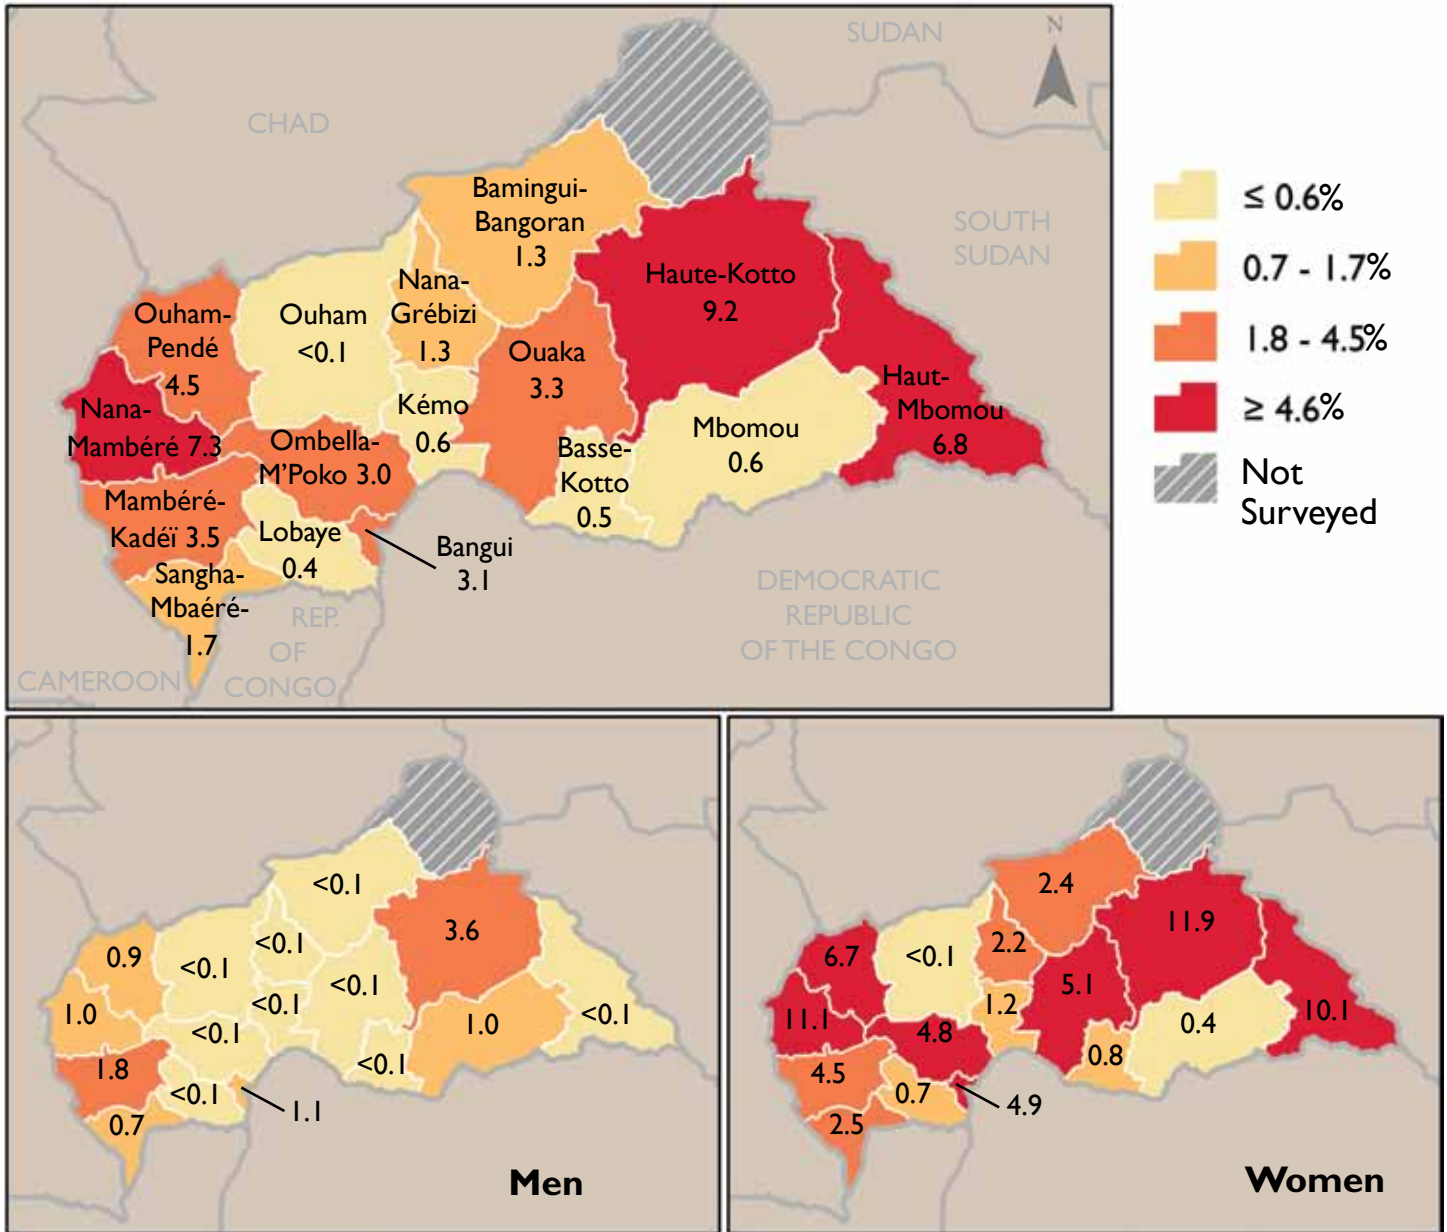 SUDAN
N
CHAD
SOUTH
SUDAN
Bamingui-
Bangoran
1.3
Haute-Kotto
9.2
Nana-
Grébizi
1.3
Ouham-
Pendé
4.5
Ouham
<0.1
Ouaka
3.3
Haut-
Mbomou
6.8
Nana-
Mambéré 7.3
Kémo
0.6
Mbomou
0.6
Ombella-
M'Poko 3.0
Basse-
Kotto
0.5
Mambéré-
Kadéï 3.5
Lobaye
0.4
Bangui
3.1
Sangha-
Mbaéré-
1.7
DEMOCRATIC
REPUBLIC
OF THE CONGO
REP.
OF
CONGO
CAMEROON
≤ 0.6%
0.7 - 1.7%
1.8 - 4.5%
≥ 4.6%
Not
Surveyed
<0.1
3.6
0.9
<0.1
<0.1
<0.1
1.0
<0.1
<0.1
1.0
<0.1
1.8
<0.1
<0.1
1.1
0.7
Men
2.4
11.9
6.7
<0.1
2.2
5.1
11.1
1.2
10.1
4.8
0.4
4.5
0.8
0.7
4.9
2.5
Women